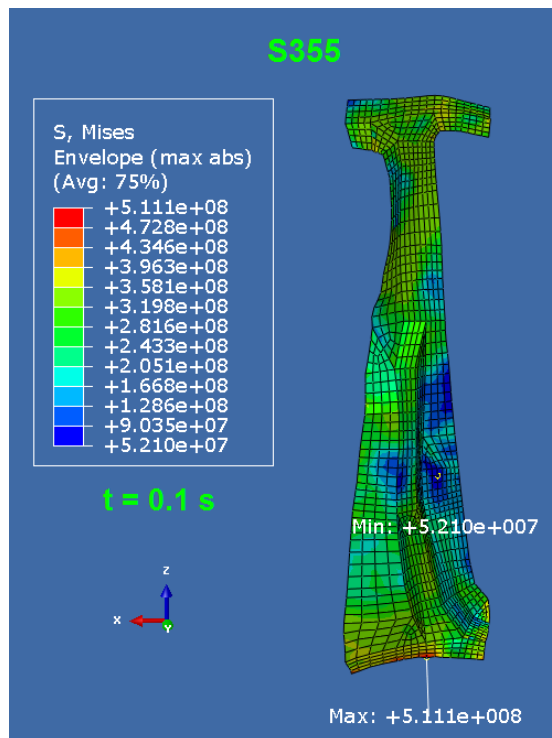 S355
S, Mises
Envelope (max abs)
(Avg: 75%)
+5.111e+08
+4.728e+08
+4.346e+08
+3.963e+08
+3.581e+08
+3.198e+08
+2.816e+08
+2.433e+08
+2.051e+08
+1.668e+08
+1.286e+08
+9.035e+07
+5.210e+07
t = 0.1 s
Min: +5.210e+007
Z
X
Y
Max: +5.111e+008